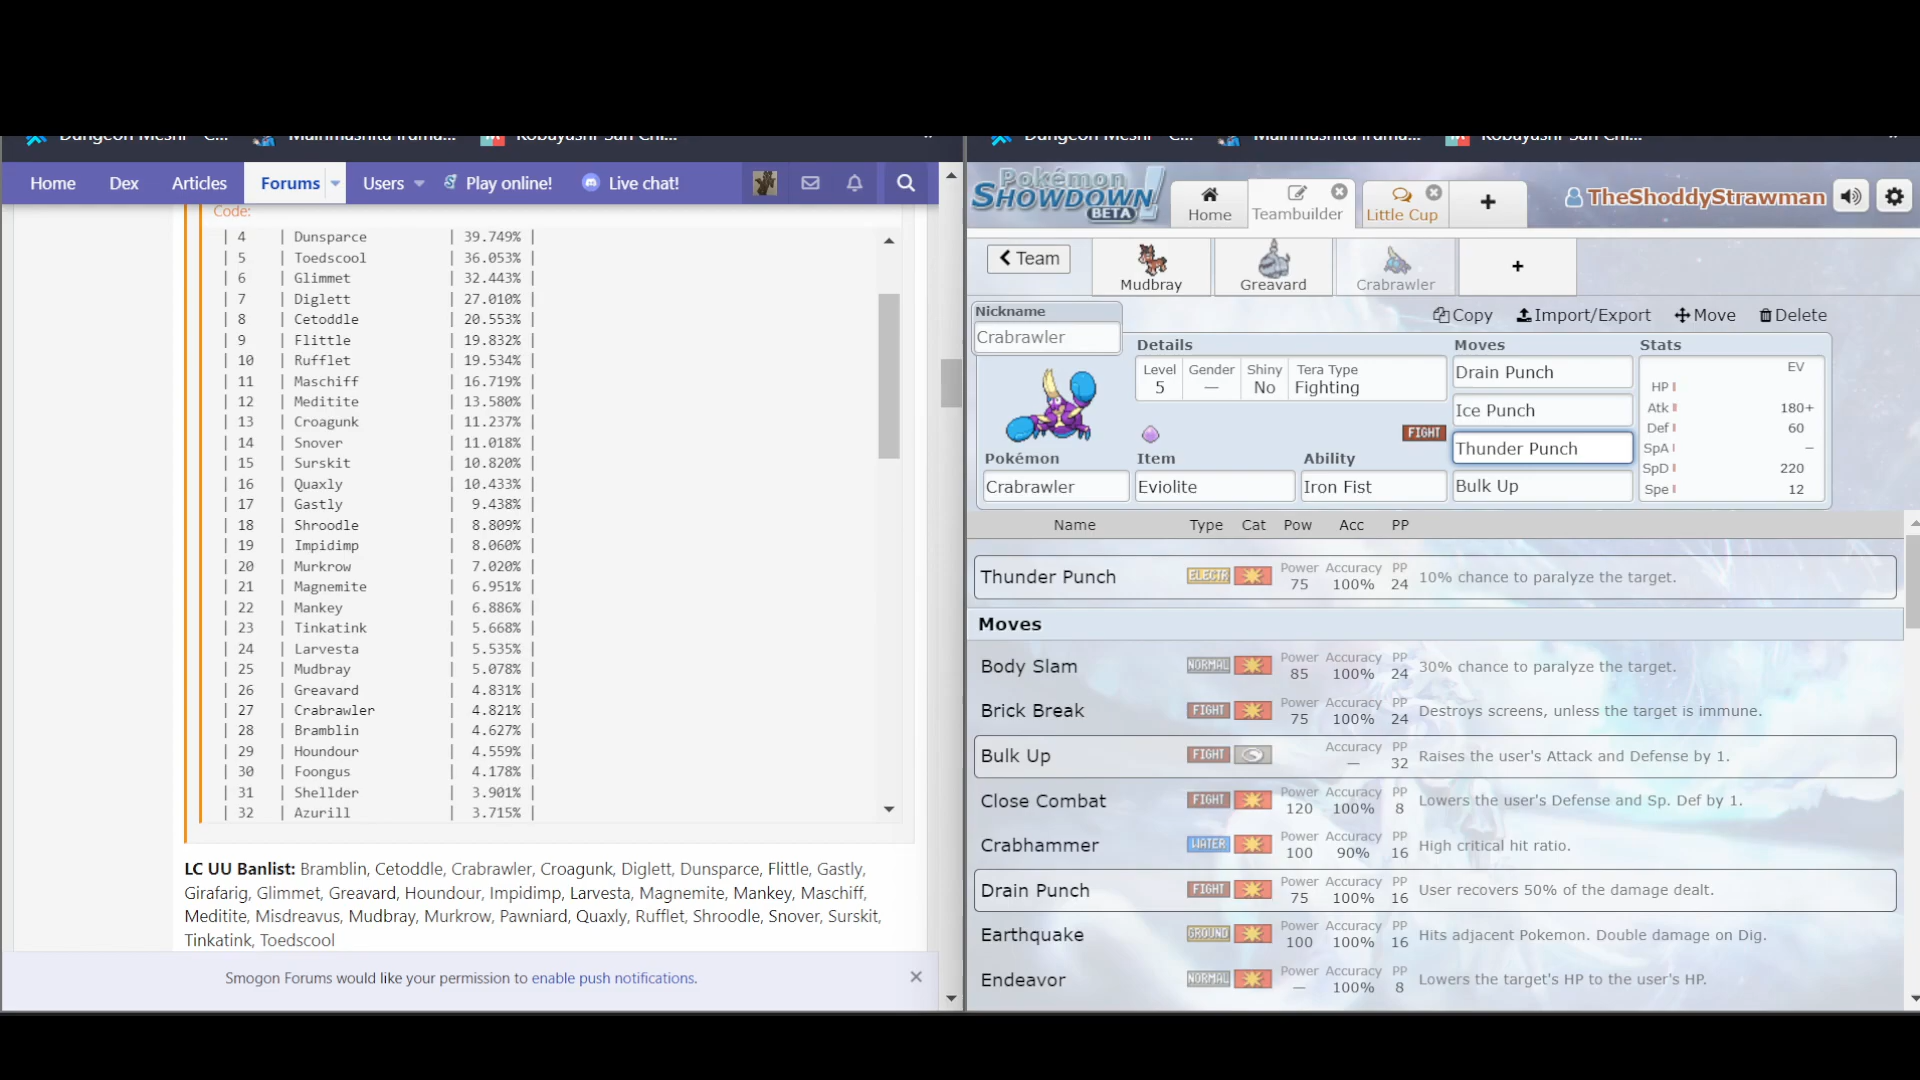 Dungeon Meshi - C...
Mairimashita Iruma...
Kobayashi-San Chi...
Home Dex Articles Forums Users Play online! Live chat!
Code:
| 4 | Dunsparce | 39.749% |
| 5 | Toedscool | 36.053% |
| 6 | Glimmet | 32.443% |
| 7 | Diglett | 27.010% |
| 8 | Cetoddle | 20.553% |
| 9 | Flittle | 19.832% |
| 10 | Rufflet | 19.534% |
| 11 | Maschiff | 16.719% |
| 12 | Meditite | 13.580% |
| 13 | Croagunk | 11.237% |
| 14 | Snover | 11.018% |
| 15 | Surskit | 10.820% |
| 16 | Quaxly | 10.433% |
| 17 | Gastly | 9.438% |
| 18 | Shroodle | 8.809% |
| 19 | Impidimp | 8.060% |
| 20 | Murkrow | 7.020% |
| 21 | Magnemite | 6.951% |
| 22 | Mankey | 6.886% |
| 23 | Tinkatink | 5.668% |
| 24 | Larvesta | 5.535% |
| 25 | Mudbray | 5.078% |
| 26 | Greavard | 4.831% |
| 27 | Crabrawler | 4.821% |
| 28 | Bramblin | 4.627% |
| 29 | Houndour | 4.559% |
| 30 | Foongus | 4.178% |
| 31 | Shellder | 3.901% |
| 32 | Azurill | 3.715% |
LC UU Banlist: Bramblin, Cetoddle, Crabrawler, Croagunk, Diglett, Dunsparce, Flittle, Gastly,
Girafarig, Glimmet, Greavard, Houndour, Impidimp, Larvesta, Magnemite, Mankey, Maschiff,
Meditite, Misdreavus, Mudbray, Murkrow, Pawniard, Quaxly, Rufflet, Shroodle, Snover, Surskit,
Tinkatink, Toedscool
Smogon Forums would like your permission to enable push notifications.
Dungeon Meshi - C...
Mairimashita Iruma...
Kobayashi-San Chi...
Pokémon
SHOWDOWN!
BETA
Home
Teambuilder
Little Cup
+
TheShoddyStrawman
Team
Mudbray
Greavard
Crabrawler
+
Nickname
Crabrawler
Copy Import/Export Move Delete
Details
Level Gender Shiny Tera Type
5 — No Fighting
FIGHT
Pokémon Item Ability
Crabrawler Eviolite Iron Fist
Moves
Drain Punch
Ice Punch
Thunder Punch
Bulk Up
Stats
EV
HP
Atk 180+
Def 60
SpA –
SpD 220
Spe 12
Name Type Cat Pow Acc PP
Thunder Punch ELECTR Power 75 Accuracy 100% PP 24 10% chance to paralyze the target.
Moves
Body Slam NORMAL Power 85 Accuracy 100% PP 24 30% chance to paralyze the target.
Brick Break FIGHT Power 75 Accuracy 100% PP 24 Destroys screens, unless the target is immune.
Bulk Up FIGHT Accuracy — PP 32 Raises the user's Attack and Defense by 1.
Close Combat FIGHT Power 120 Accuracy 100% PP 8 Lowers the user's Defense and Sp. Def by 1.
Crabhammer WATER Power 100 Accuracy 90% PP 16 High critical hit ratio.
Drain Punch FIGHT Power 75 Accuracy 100% PP 16 User recovers 50% of the damage dealt.
Earthquake GROUND Power 100 Accuracy 100% PP 16 Hits adjacent Pokemon. Double damage on Dig.
Endeavor NORMAL Power — Accuracy 100% PP 8 Lowers the target's HP to the user's HP.